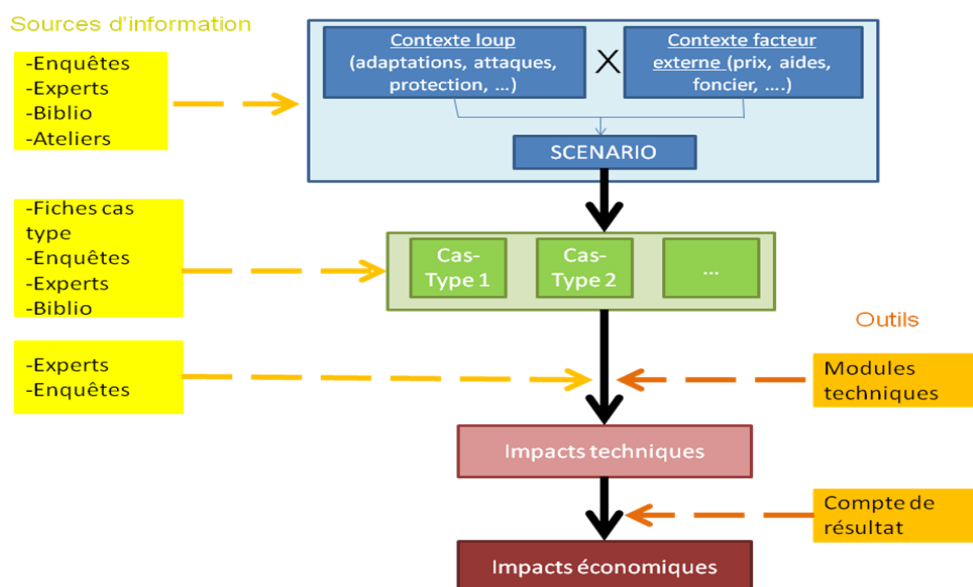 Sources d'information
-Enquêtes
-Experts
-Biblio
-Ateliers
Contexte loup
(adaptations, attaques,
protection, ...)
X
Contexte facteur
externe (prix, aides,
foncier, ....)
SCENARIO
-Fiches cas
type
-Enquêtes
-Experts
-Biblio
Cas-
Type 1
Cas-
Type 2
...
Outils
-Experts
-Enquêtes
Modules
techniques
Impacts techniques
Compte de
résultat
Impacts économiques